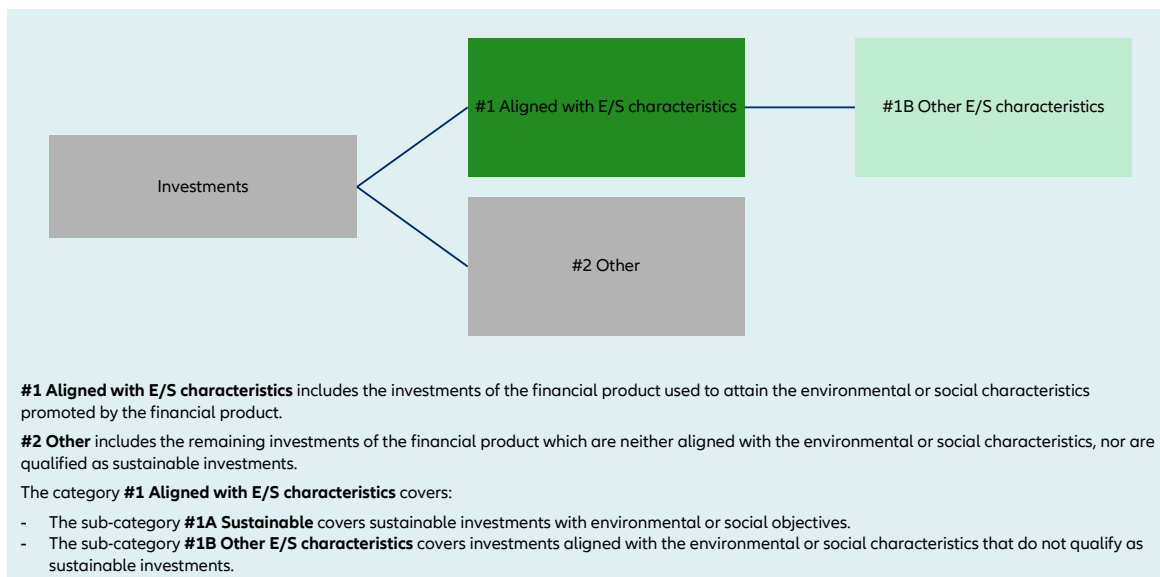 #1 Aligned with E/S characteristics
#1B Other E/S characteristics
Investments
#2 Other
#1 Aligned with E/S characteristics includes the investments of the financial product used to attain the environmental or social characteristics
promoted by the financial product.
#2 Other includes the remaining investments of the financial product which are neither aligned with the environmental or social characteristics, nor are
qualified as sustainable investments.
The category #1 Aligned with E/S characteristics covers:
- The sub-category #1A Sustainable covers sustainable investments with environmental or social objectives.
- The sub-category #1B Other E/S characteristics covers investments aligned with the environmental or social characteristics that do not qualify as
sustainable investments.